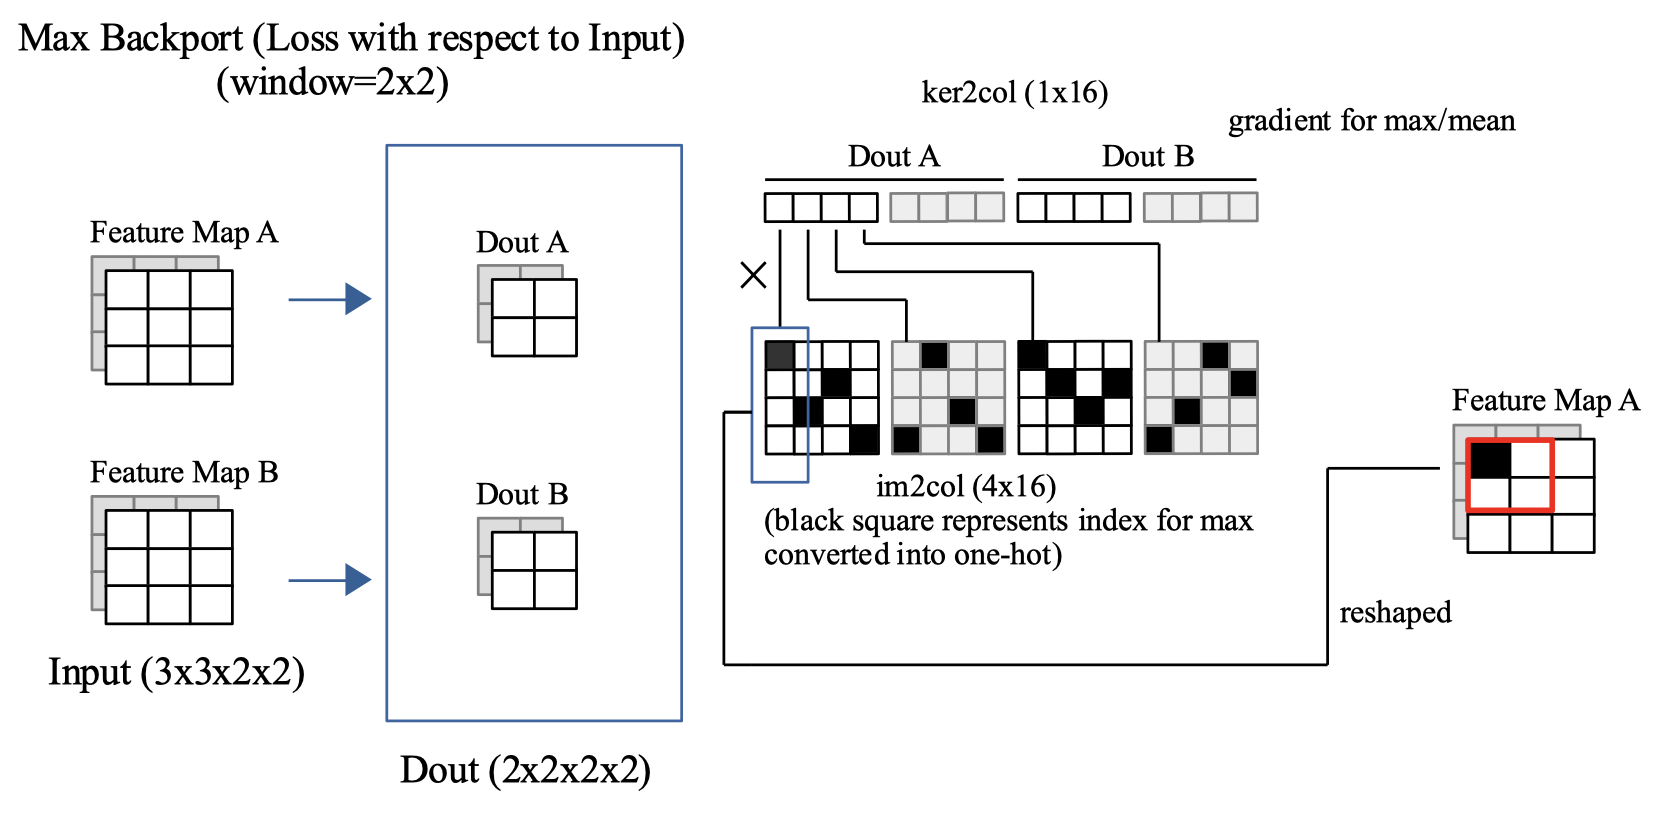 Max Backport (Loss with respect to Input)
(window=2x2)
ker2col (1x16)
gradient for max/mean
Dout A
Dout B
Feature Map A
Dout A
Feature Map B
Dout B
Input (3x3x2x2)
Dout (2x2x2x2)
im2col (4x16)
(black square represents index for max
converted into one-hot)
Feature Map A
reshaped